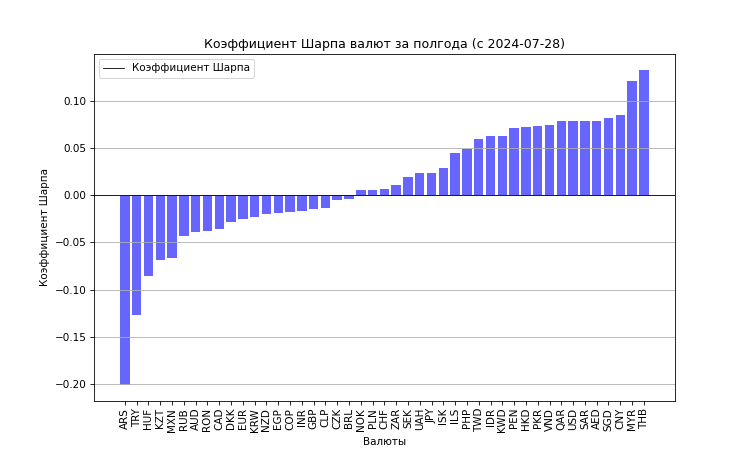 Коэффициент Шарпа валют за полгода (с 2024-07-28)
Коэффициент Шарпа
0.10
0.05
0.00
−0.05
−0.10
−0.15
−0.20
Коэффициент Шарпа
ARS TRY HUF KZT MXN RUB AUD RON CAD DKK EUR KRW NZD EGP COP INR GBP CLP CZK BRL NOK PLN CHF ZAR SEK UAH JPY ISK ILS PHP TWD IDR KWD PEN HKD PKR VND QAR USD SAR AED SGD CNY MYR THB
Валюты